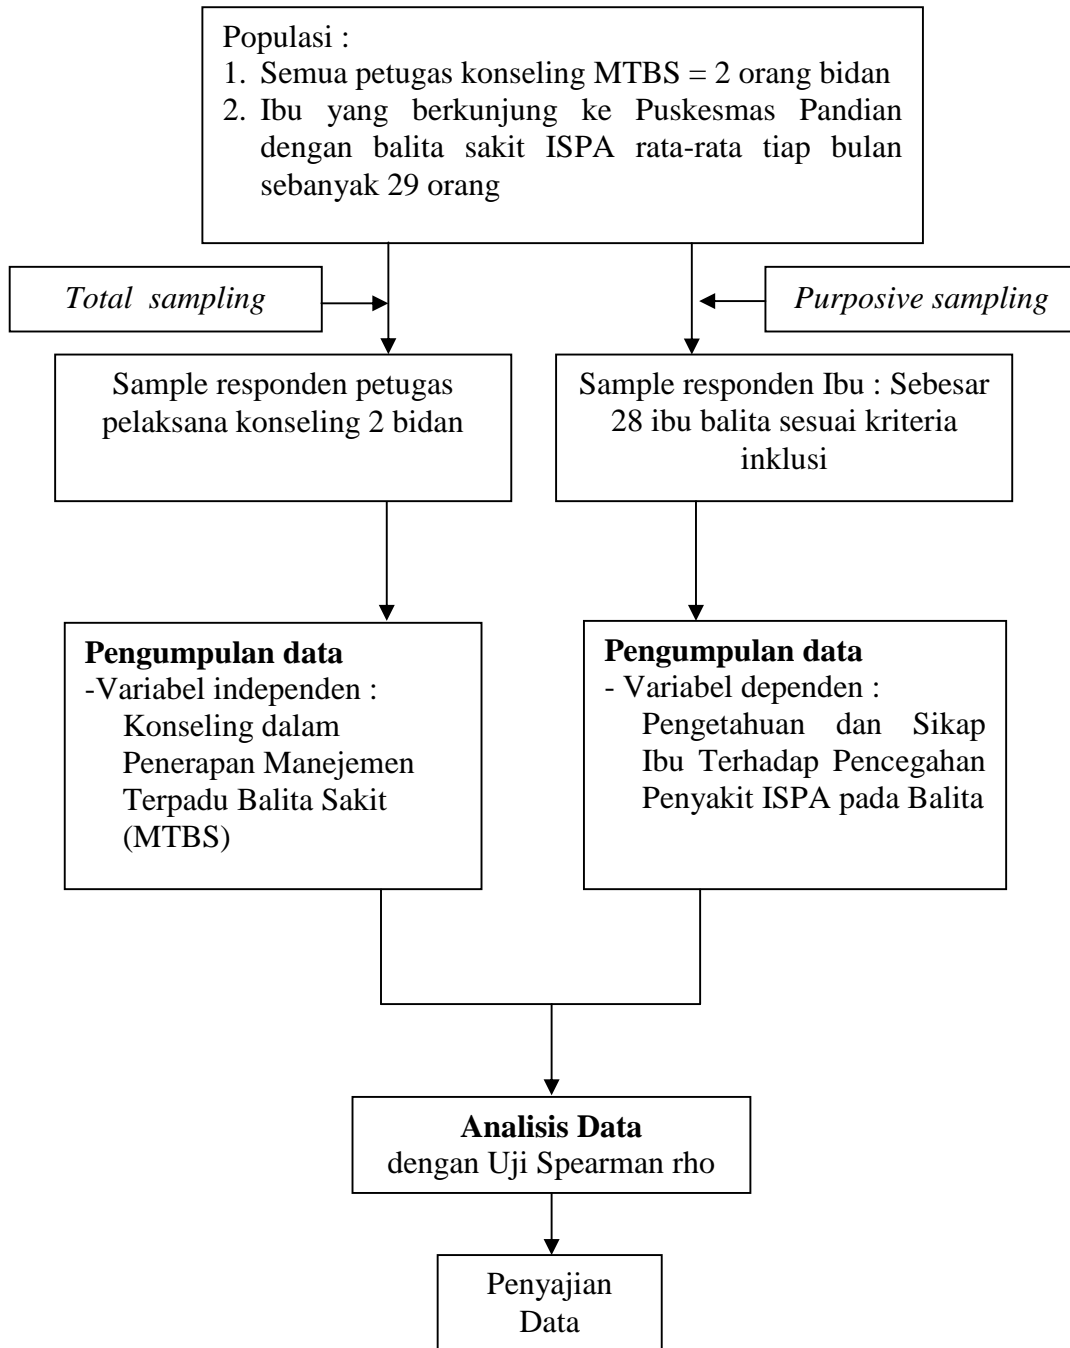 Populasi :
1. Semua petugas konseling MTBS = 2 orang bidan
2. Ibu yang berkunjung ke Puskesmas Pandian
dengan balita sakit ISPA rata-rata tiap bulan
sebanyak 29 orang
Total sampling
Purposive sampling
Sample responden petugas
pelaksana konseling 2 bidan
Sample responden Ibu : Sebesar
28 ibu balita sesuai kriteria
inklusi
Pengumpulan data
-Variabel independen :
Konseling dalam
Penerapan Manejemen
Terpadu Balita Sakit
(MTBS)
Pengumpulan data
- Variabel dependen :
Pengetahuan dan Sikap
Ibu Terhadap Pencegahan
Penyakit ISPA pada Balita
Analisis Data
dengan Uji Spearman rho
Penyajian
Data